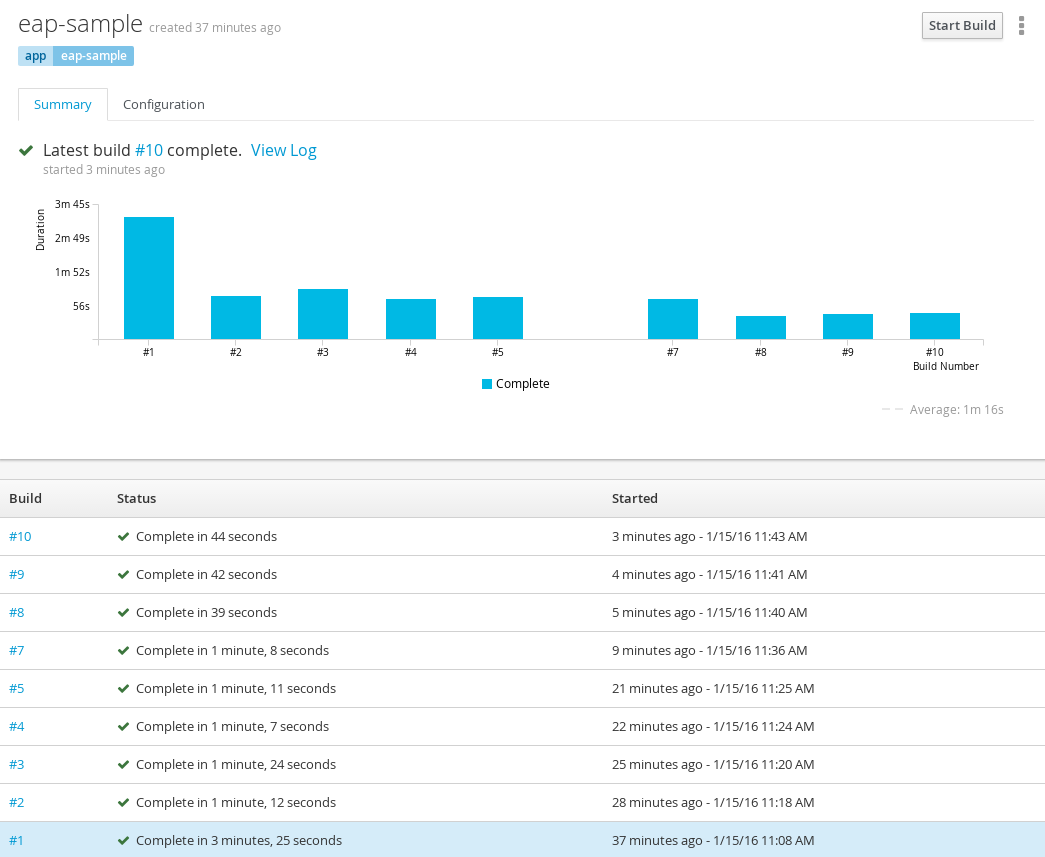 eap-sample created 37 minutes ago
Start Build
app eap-sample
Summary Configuration
Latest build #10 complete. View Log
started 3 minutes ago
Duration
3m 45s
2m 49s
1m 52s
56s
#1 #2 #3 #4 #5 #7 #8 #9 #10
Build Number
Complete
Average: 1m 16s
Build Status Started
#10 Complete in 44 seconds 3 minutes ago - 1/15/16 11:43 AM
#9 Complete in 42 seconds 4 minutes ago - 1/15/16 11:41 AM
#8 Complete in 39 seconds 5 minutes ago - 1/15/16 11:40 AM
#7 Complete in 1 minute, 8 seconds 9 minutes ago - 1/15/16 11:36 AM
#5 Complete in 1 minute, 11 seconds 21 minutes ago - 1/15/16 11:25 AM
#4 Complete in 1 minute, 7 seconds 22 minutes ago - 1/15/16 11:24 AM
#3 Complete in 1 minute, 24 seconds 25 minutes ago - 1/15/16 11:20 AM
#2 Complete in 1 minute, 12 seconds 28 minutes ago - 1/15/16 11:18 AM
#1 Complete in 3 minutes, 25 seconds 37 minutes ago - 1/15/16 11:08 AM